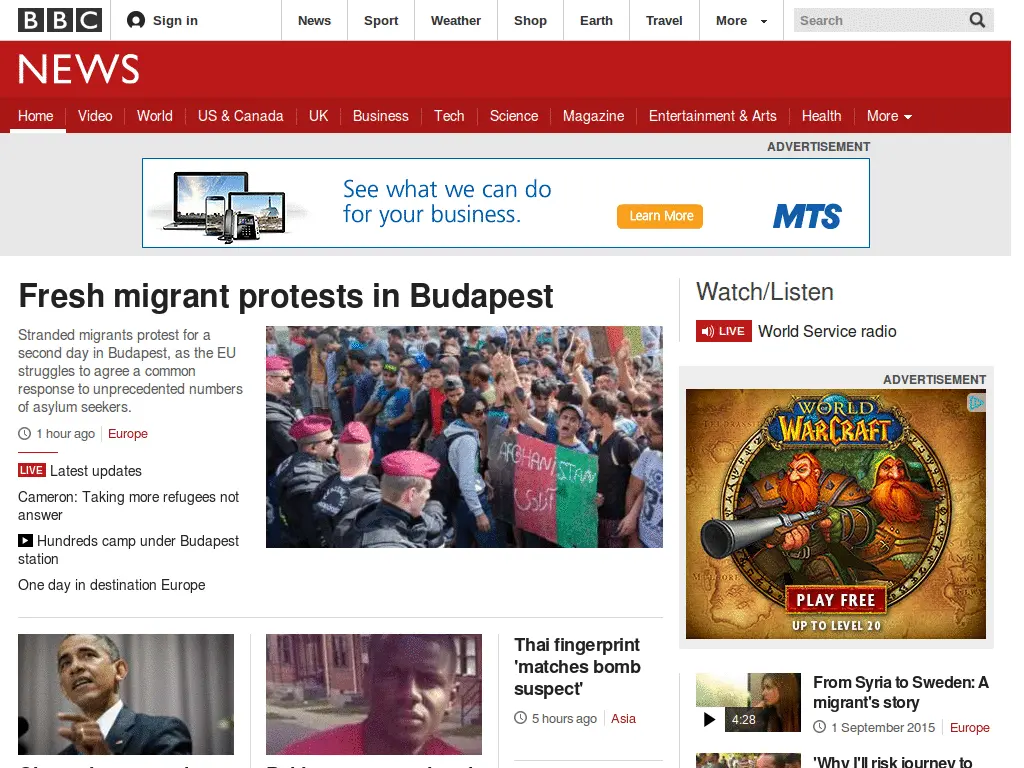 BBC
Sign in
News
Sport
Weather
Shop
Earth
Travel
More
Search
NEWS
Home
Video
World
US & Canada
UK
Business
Tech
Science
Magazine
Entertainment & Arts
Health
More
ADVERTISEMENT
See what we can do
for your business.
Learn More
MTS
Fresh migrant protests in Budapest
Stranded migrants protest for a
second day in Budapest, as the EU
struggles to agree a common
response to unprecedented numbers
of asylum seekers.
1 hour ago
Europe
LIVE Latest updates
Cameron: Taking more refugees not
answer
Hundreds camp under Budapest
station
One day in destination Europe
AFGHANISTAN
Thai fingerprint
'matches bomb
suspect'
5 hours ago
Asia
Watch/Listen
LIVE World Service radio
ADVERTISEMENT
WORLD
WARCRAFT
PLAY FREE
UP TO LEVEL 20
4:28
From Syria to Sweden: A
migrant's story
1 September 2015
Europe
'Why I'll risk journey to